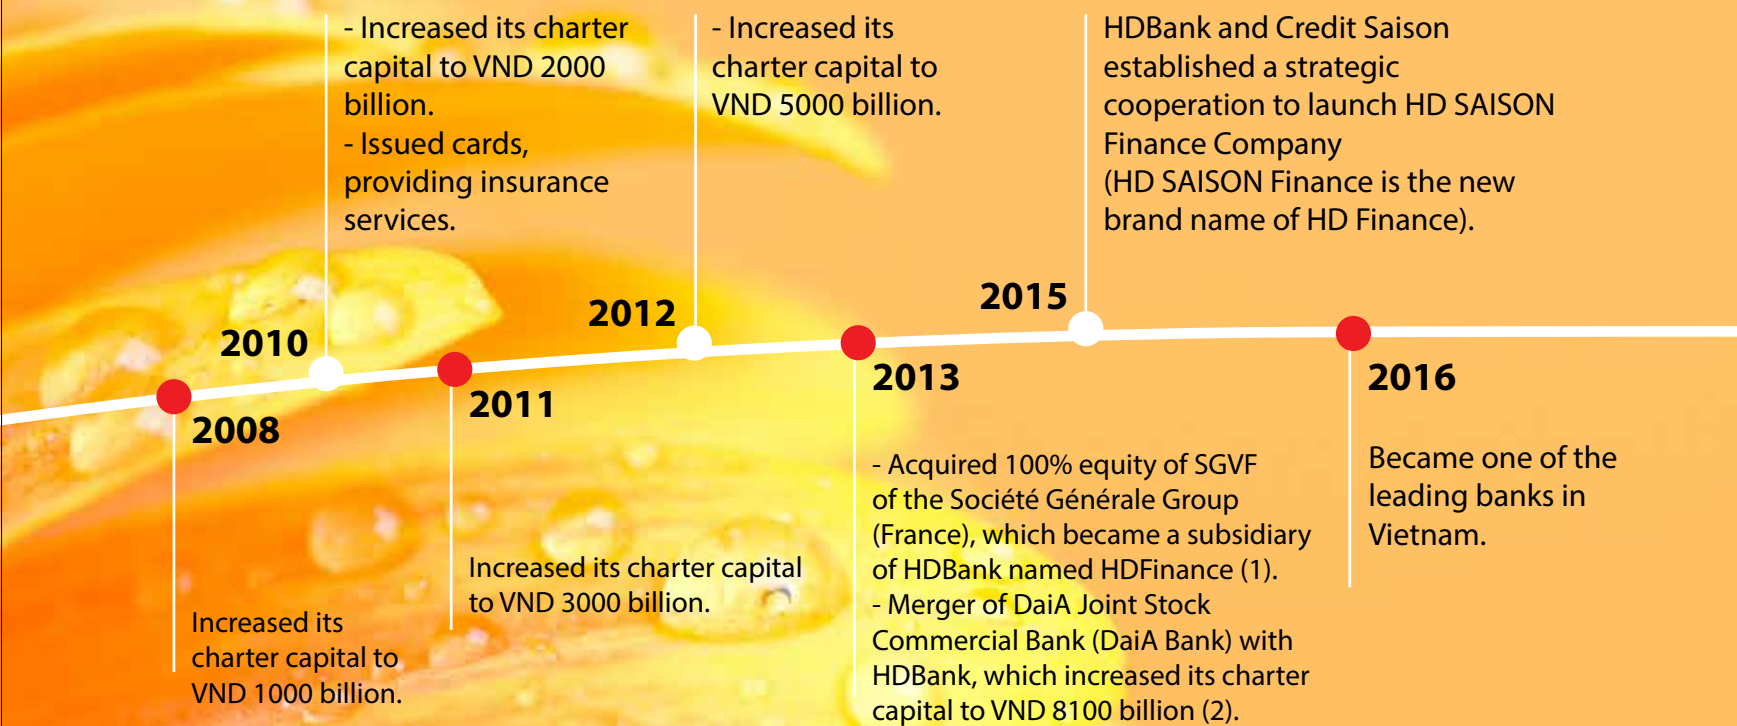 - Increased its charter
capital to VND 2000
billion.
- Issued cards,
providing insurance
services.
- Increased its
charter capital to
VND 5000 billion.
HDBank and Credit Saison
established a strategic
cooperation to launch HD SAISON
Finance Company
(HD SAISON Finance is the new
brand name of HD Finance).
2010
2012
2015
2008
2011
2013
2016
Increased its
charter capital to
VND 1000 billion.
Increased its charter capital
to VND 3000 billion.
- Acquired 100% equity of SGVF
of the Société Générale Group
(France), which became a subsidiary
of HDBank named HDFinance (1).
- Merger of DaiA Joint Stock
Commercial Bank (DaiA Bank) with
HDBank, which increased its charter
capital to VND 8100 billion (2).
Became one of the
leading banks in
Vietnam.